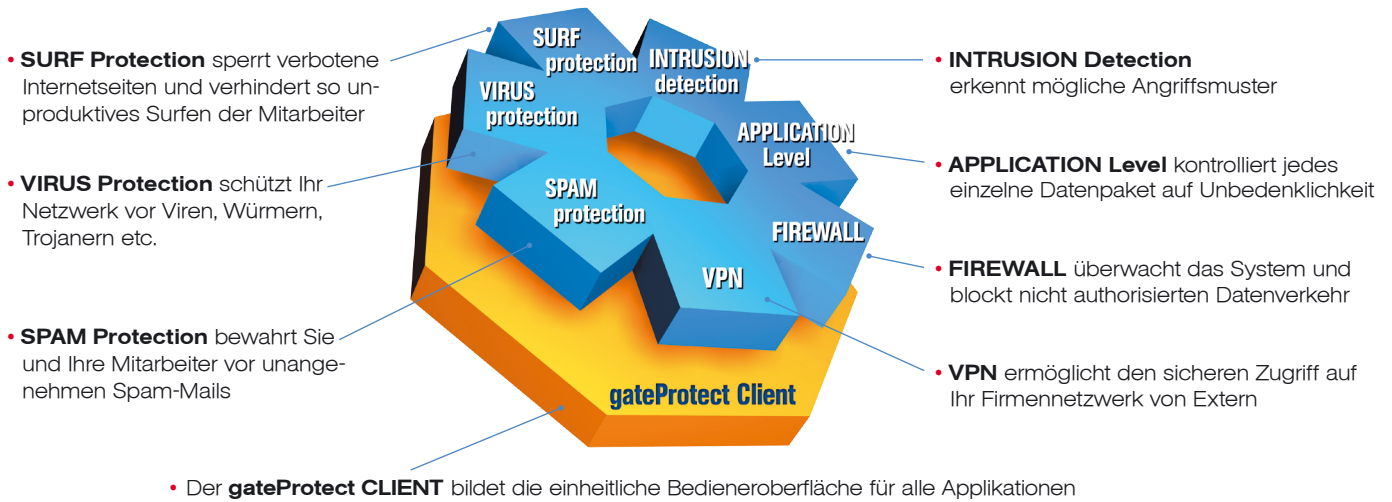 • SURF Protection sperrt verbotene
Internetseiten und verhindert so un-
produktives Surfen der Mitarbeiter
• VIRUS Protection schützt Ihr
Netzwerk vor Viren, Würmern,
Trojanern etc.
• SPAM Protection bewahrt Sie
und Ihre Mitarbeiter vor unange-
nehmen Spam-Mails
SURF
protection
INTRUSION
detection
VIRUS
protection
APPLICATION
Level
SPAM
protection
FIREWALL
VPN
gateProtect Client
• INTRUSION Detection
erkennt mögliche Angriffsmuster
• APPLICATION Level kontrolliert jedes
einzelne Datenpaket auf Unbedenklichkeit
• FIREWALL überwacht das System und
blockt nicht authorisierten Datenverkehr
• VPN ermöglicht den sicheren Zugriff auf
Ihr Firmennetzwerk von Extern
• Der gateProtect CLIENT bildet die einheitliche Bedieneroberfläche für alle Applikationen